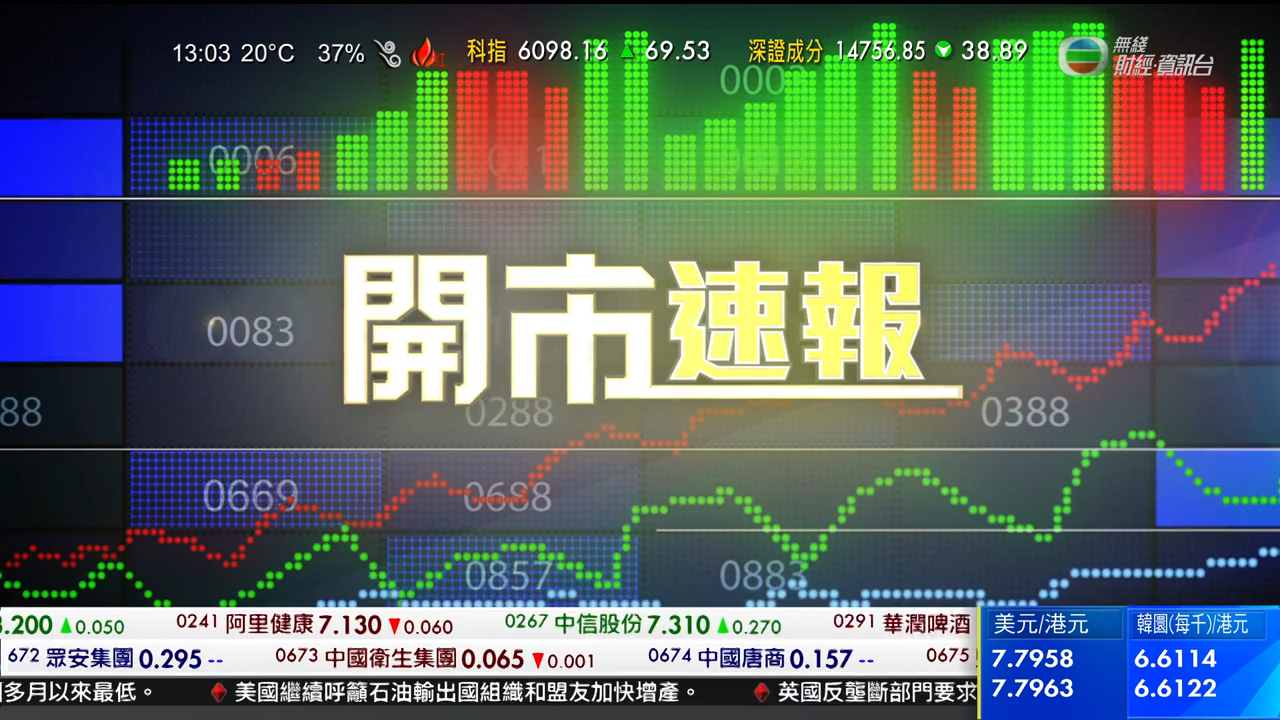 13:03 20°C 37% 紅 科指 6098.16 ▲ 69.53 深證成分 14756.85 ▼ 38.89
無綫
財經·資訊台
0006
0083
開市速報
88
0288
0388
0669
0688
0857
0883
3.200 ▲0.050 0241 阿里健康 7.130 ▼0.060 0267 中信股份 7.310 ▲0.270 0291 華潤啤酒
672 眾安集團 0.295 -- 0673 中國衛生集團 0.065 ▼0.001 0674 中國唐商 0.157 -- 0675
多月以來最低。 ♦ 美國繼續呼籲石油輸出國組織和盟友加快增產。 ♦ 英國反壟斷部門要求
美元/港元
7.7958
7.7963
韓圜(每千)/港元
6.6114
6.6122